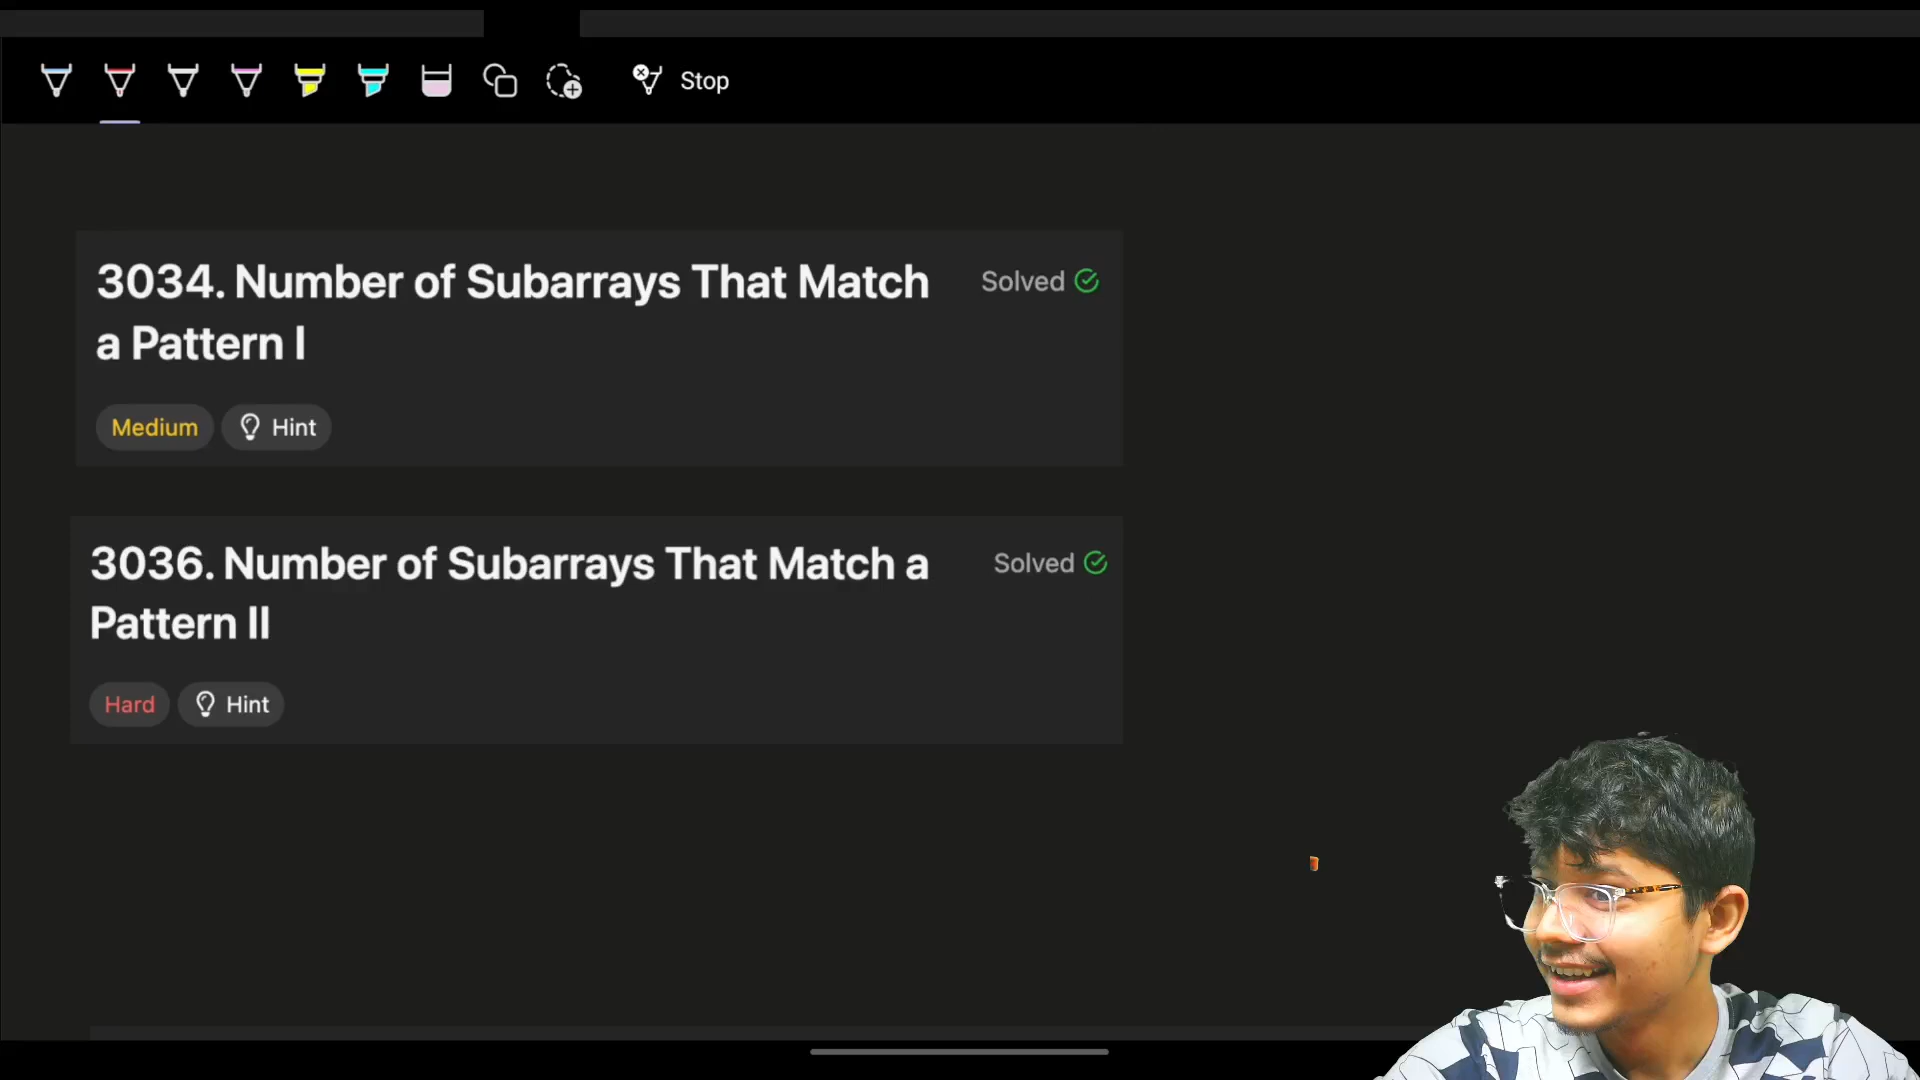 Stop
3034. Number of Subarrays That Match
a Pattern I
Solved
Medium
Hint
3036. Number of Subarrays That Match a
Pattern II
Solved
Hard
Hint